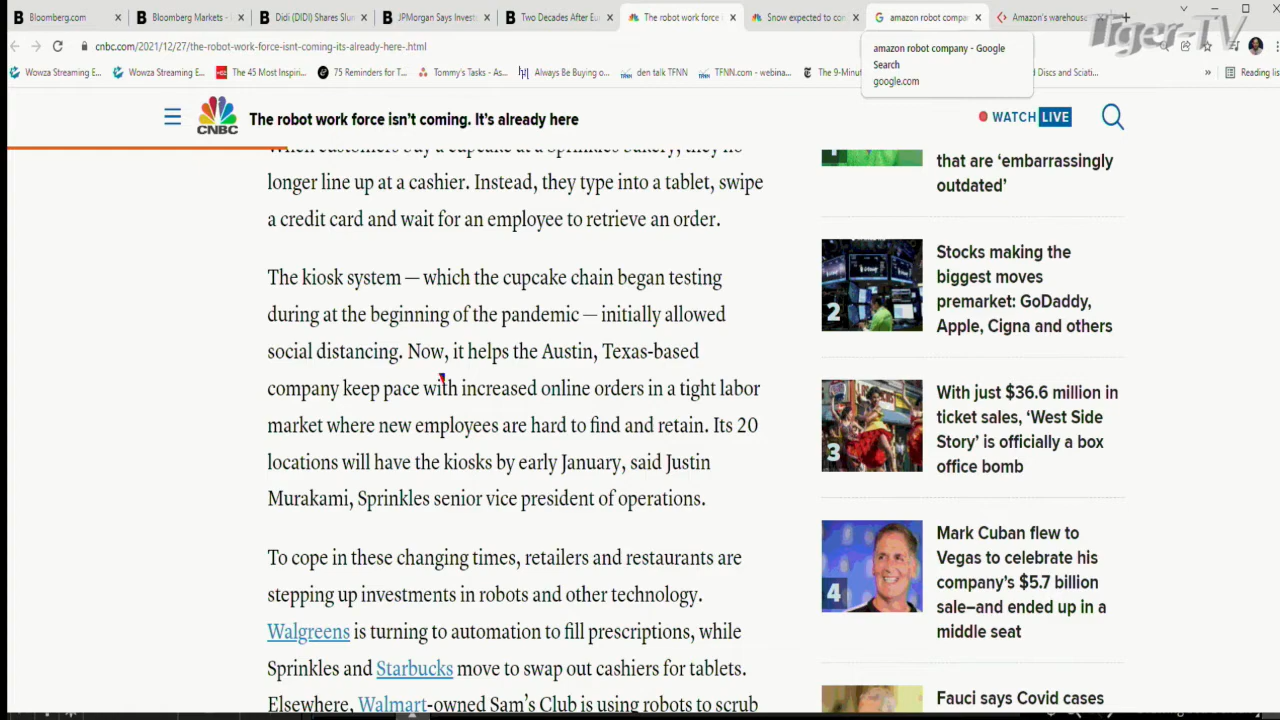 Bloomberg.com
Bloomberg Markets -
Didi (DIDI) Shares Slum
JPMorgan Says Investo
Two Decades After Eu
The robot work force i
Snow expected to con
amazon robot compa
Amazon's warehouse
Tiger-TV
cnbc.com/2021/12/27/the-robot-work-force-isnt-coming-its-already-here-.html
amazon robot company - Google
Search
google.com
Wowza Streaming E...
Wowza Streaming E...
The 45 Most Inspiri...
75 Reminders for T...
Tommy's Tasks - As...
Always Be Buying o...
den talk TFNN
TFNN.com - webina...
The 9-Minut
Discs and Sciati...
»
Reading lis
CNBC
The robot work force isn't coming. It's already here
WATCH LIVE
When customers buy a cupcake at a Sprinkles bakery, they no
longer line up at a cashier. Instead, they type into a tablet, swipe
a credit card and wait for an employee to retrieve an order.
The kiosk system — which the cupcake chain began testing
during at the beginning of the pandemic — initially allowed
social distancing. Now, it helps the Austin, Texas-based
company keep pace with increased online orders in a tight labor
market where new employees are hard to find and retain. Its 20
locations will have the kiosks by early January, said Justin
Murakami, Sprinkles senior vice president of operations.
To cope in these changing times, retailers and restaurants are
stepping up investments in robots and other technology.
Walgreens is turning to automation to fill prescriptions, while
Sprinkles and Starbucks move to swap out cashiers for tablets.
Elsewhere, Walmart-owned Sam's Club is using robots to scrub
that are 'embarrassingly
outdated'
2
Stocks making the
biggest moves
premarket: GoDaddy,
Apple, Cigna and others
3
With just $36.6 million in
ticket sales, 'West Side
Story' is officially a box
office bomb
4
Mark Cuban flew to
Vegas to celebrate his
company's $5.7 billion
sale–and ended up in a
middle seat
Fauci says Covid cases